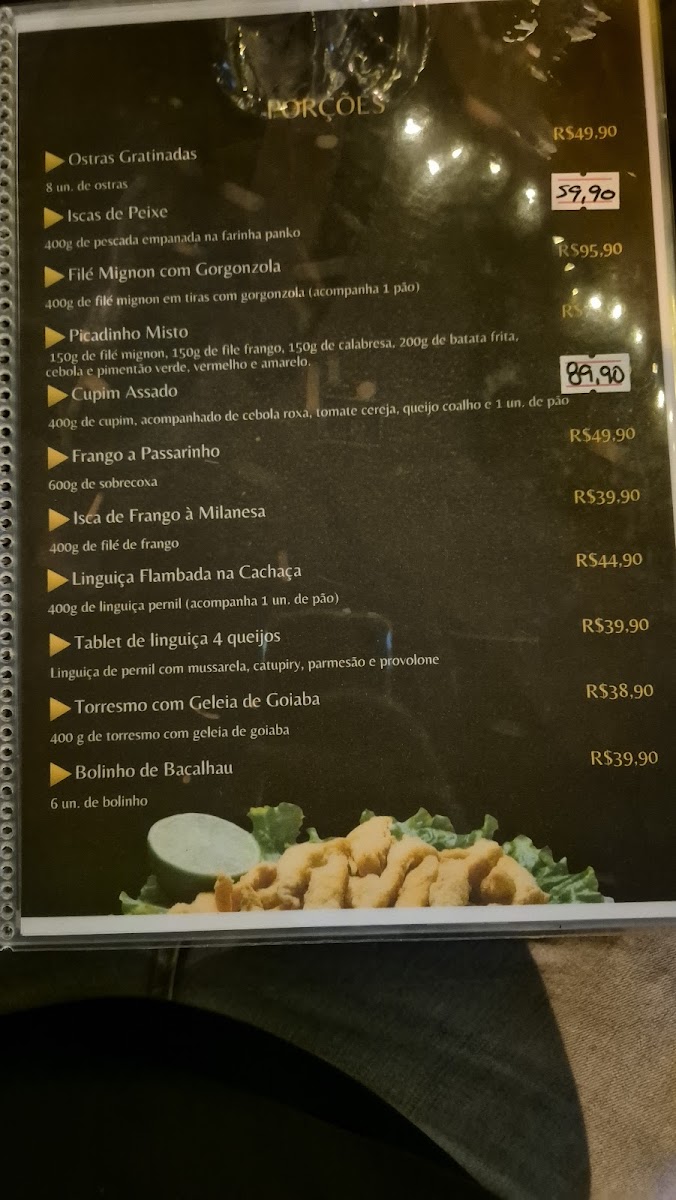 PORÇÕES
Ostras Gratinadas R$49,90
8 un. de ostras
Iscas de Peixe 59,90
400g de pescada empanada na farinha panko
Filé Mignon com Gorgonzola R$95,90
400g de filé mignon em tiras com gorgonzola (acompanha 1 pão)
Picadinho Misto
150g de filé mignon, 150g de file frango, 150g de calabresa, 200g de batata frita,
cebola e pimentão verde, vermelho e amarelo.
Cupim Assado 89,90
400g de cupim, acompanhado de cebola roxa, tomate cereja, queijo coalho e 1 un. de pão
Frango a Passarinho R$49,90
600g de sobrecoxa
Isca de Frango à Milanesa R$39,90
400g de filé de frango
Linguiça Flambada na Cachaça R$44,90
400g de linguiça pernil (acompanha 1 un. de pão)
Tablet de linguiça 4 queijos R$39,90
Linguiça de pernil com mussarela, catupiry, parmesão e provolone
Torresmo com Geleia de Goiaba R$38,90
400 g de torresmo com geleia de goiaba
Bolinho de Bacalhau R$39,90
6 un. de bolinho